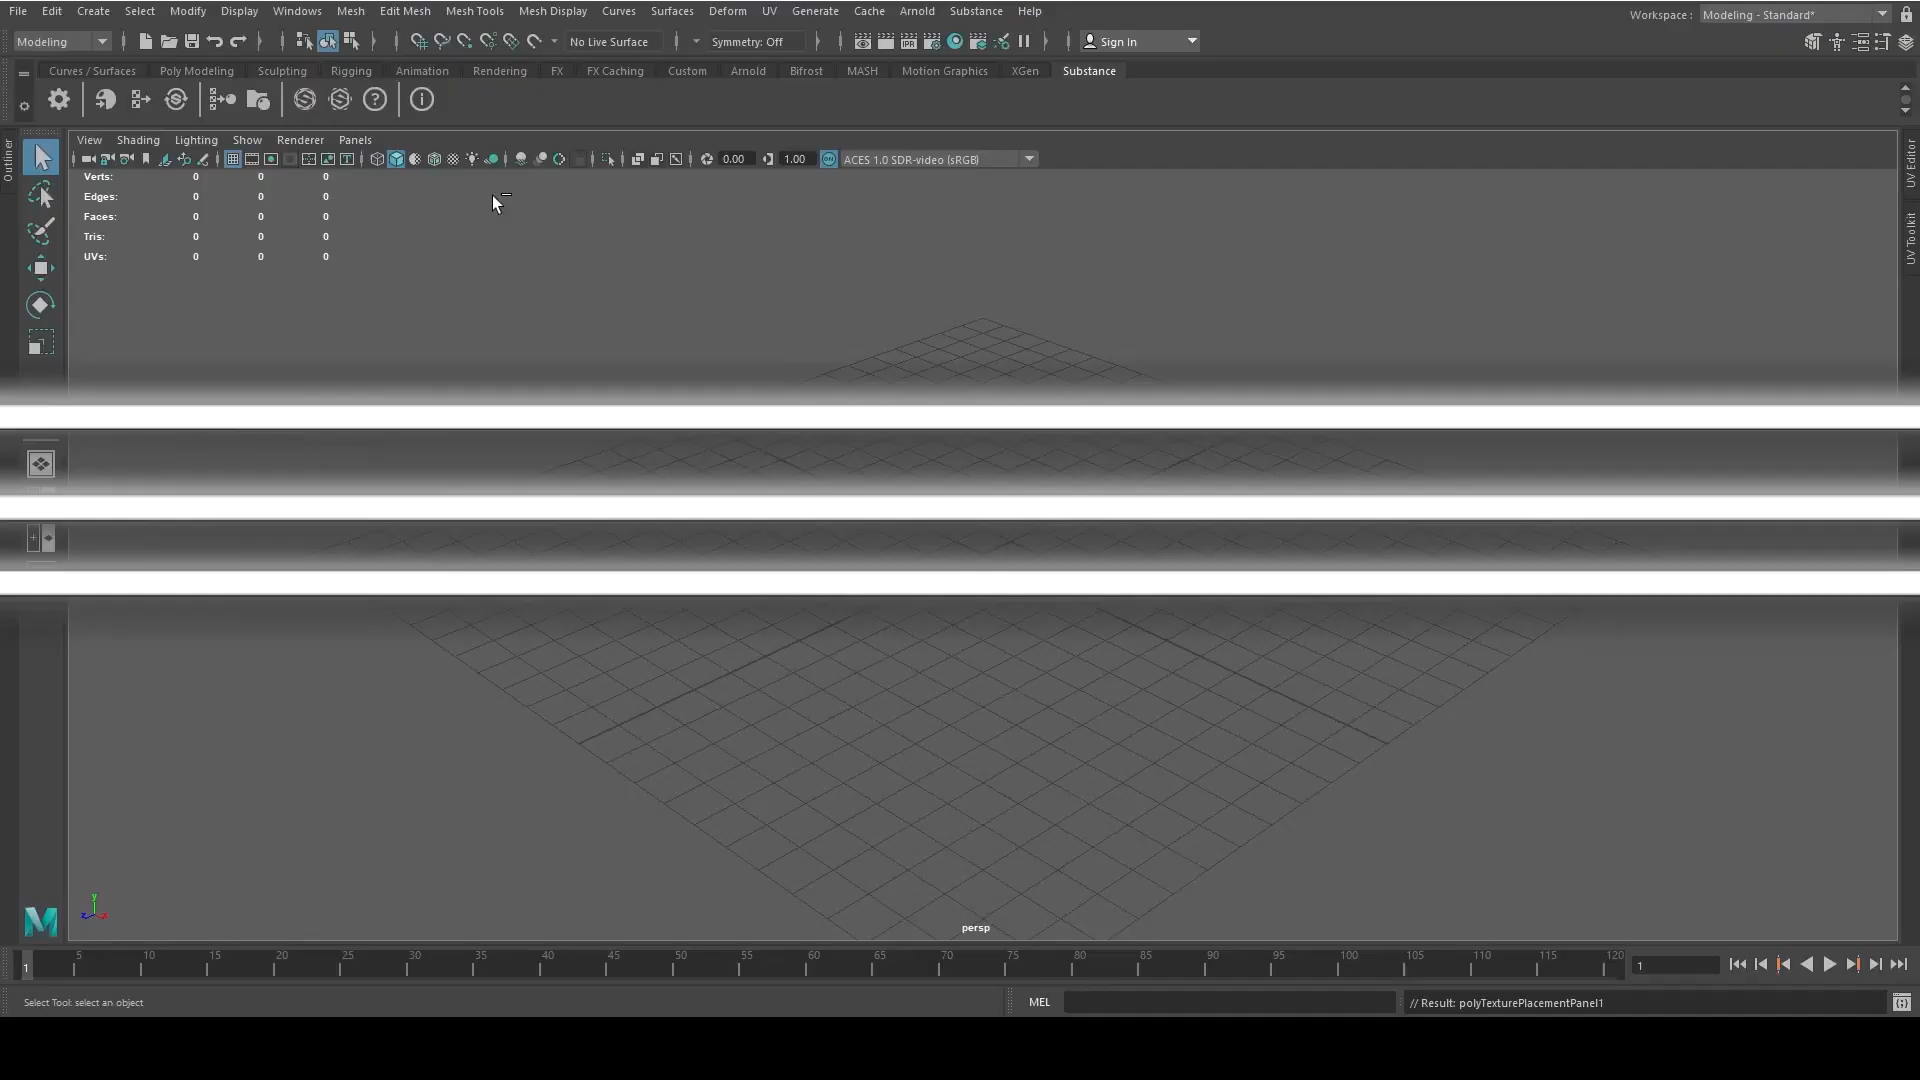 File Edit Create Select Modify Display Windows Mesh Edit Mesh Mesh Tools Mesh Display Curves Surfaces Deform UV Generate Cache Arnold Substance Help
Workspace : Modeling - Standard*
Modeling No Live Surface Symmetry: Off IPR Sign In
Curves / Surfaces Poly Modeling Sculpting Rigging Animation Rendering FX FX Caching Custom Arnold Bifrost MASH Motion Graphics XGen Substance
Outliner
View Shading Lighting Show Renderer Panels
0.00 1.00 ACES 1.0 SDR-video (sRGB)
Verts: 0 0 0
Edges: 0 0 0
Faces: 0 0 0
Tris: 0 0 0
UVs: 0 0 0
UV Editor
UV Toolkit
y
z x
persp
1 5 10 15 20 25 30 35 40 45 50 55 60 65 70 75 80 85 90 95 100 105 110 115 120 1
Select Tool: select an object MEL // Result: polyTexturePlacementPanel1